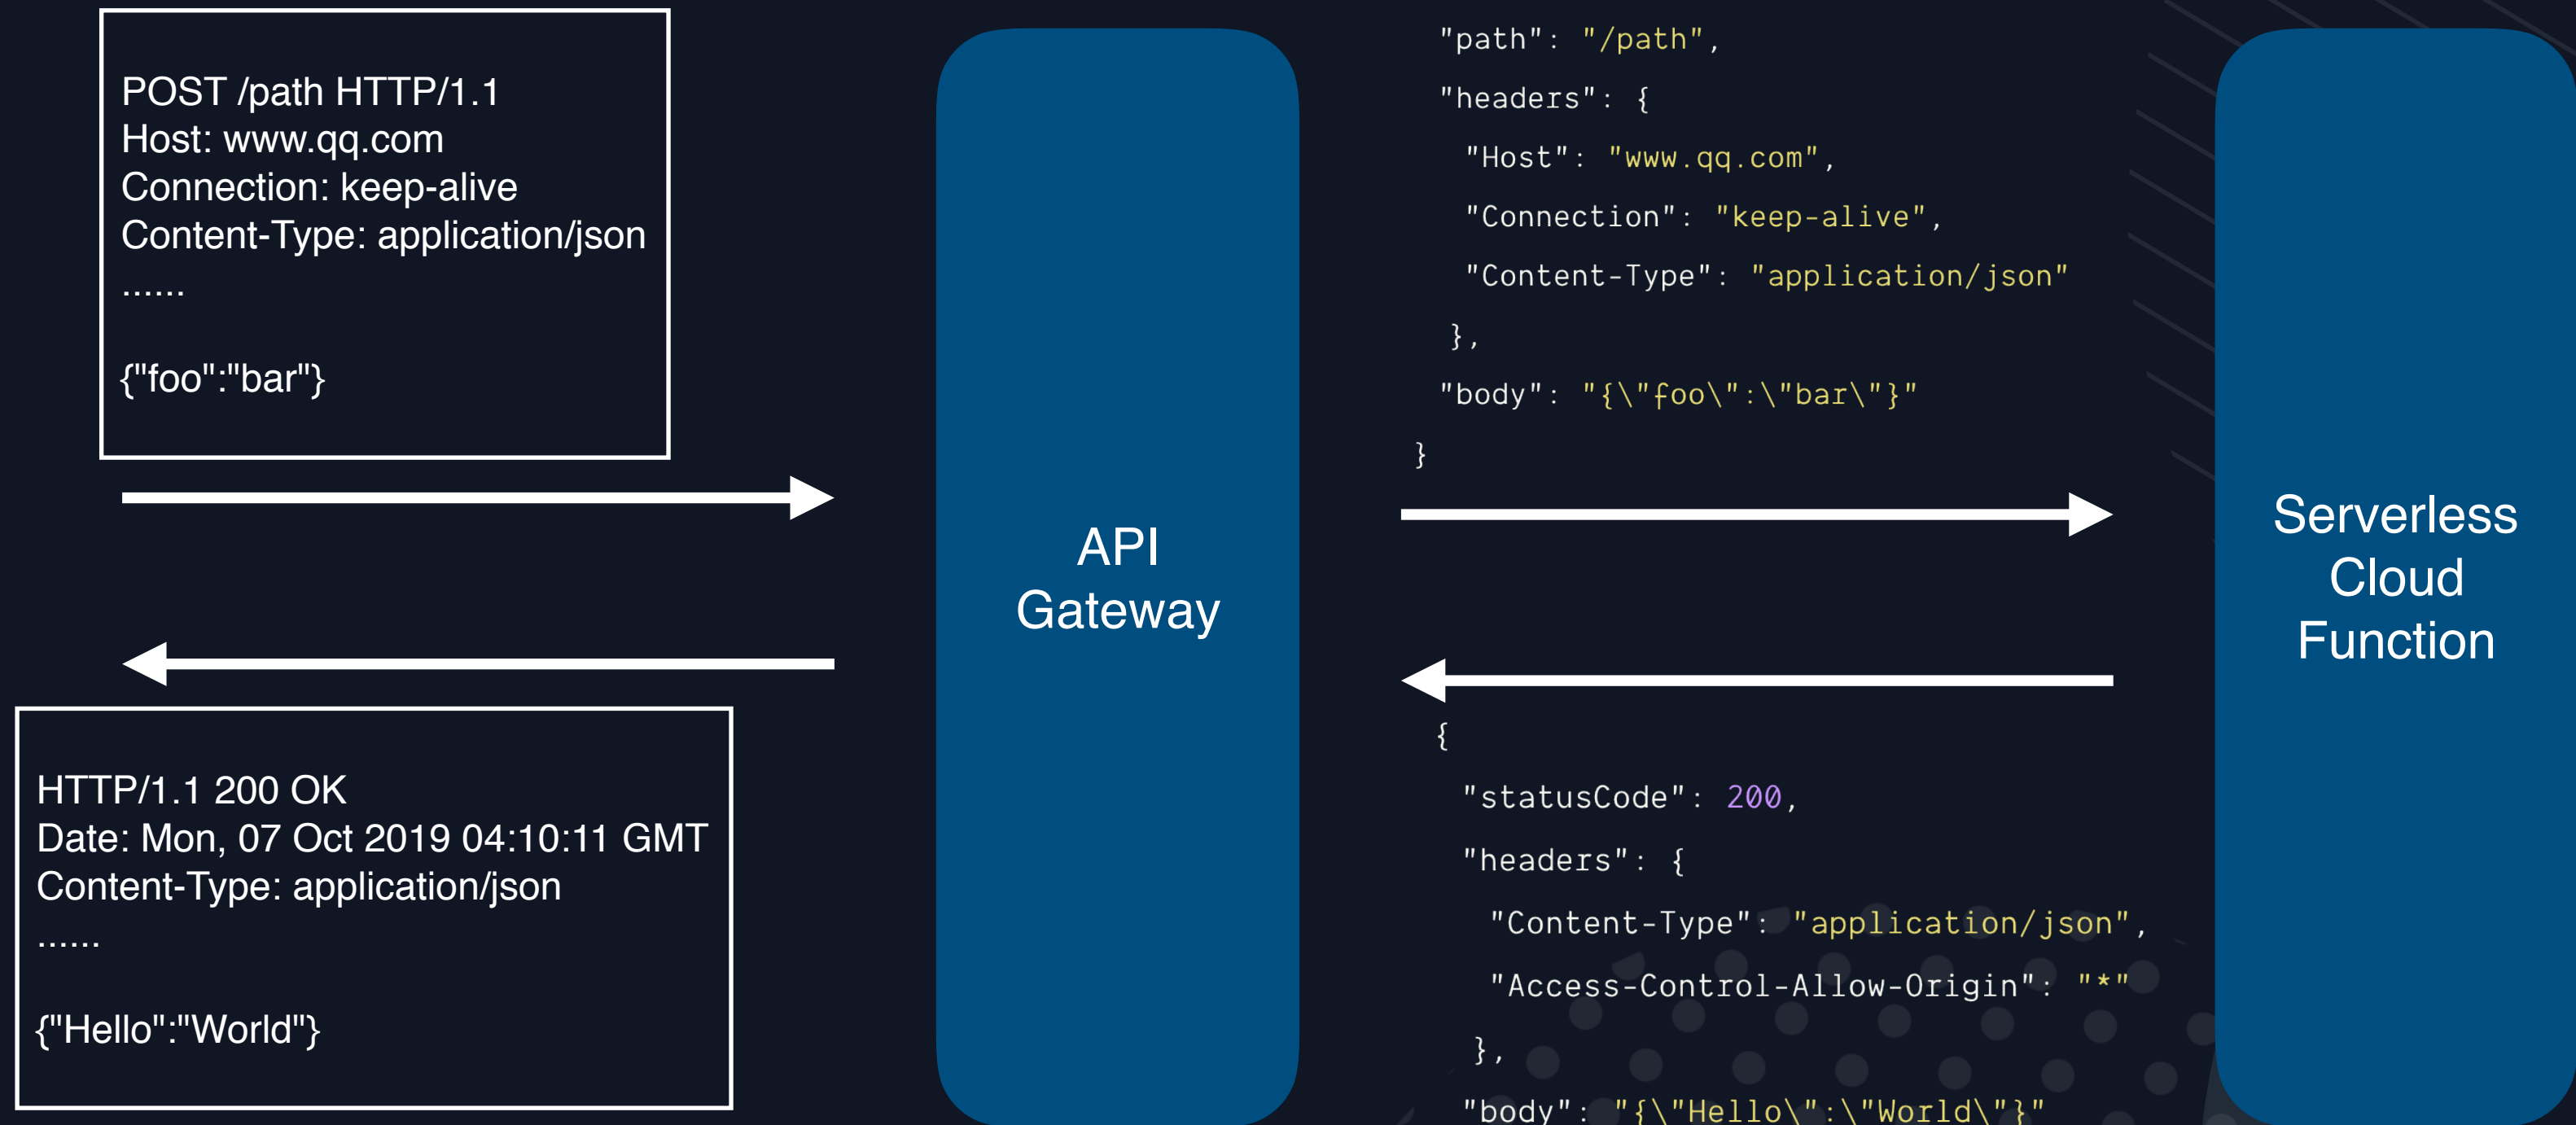 POST /path HTTP/1.1
Host: www.qq.com
Connection: keep-alive
Content-Type: application/json
......
{"foo":"bar"}
HTTP/1.1 200 OK
Date: Mon, 07 Oct 2019 04:10:11 GMT
Content-Type: application/json
......
{"Hello":"World"}
API
Gateway
"path": "/path",
"headers": {
"Host": "www.qq.com",
"Connection": "keep-alive",
"Content-Type": "application/json"
},
"body": "{\"foo\":\"bar\"}"
}
{
"statusCode": 200,
"headers": {
"Content-Type": "application/json",
"Access-Control-Allow-Origin": "*"
},
"body": "{\"Hello\":\"World\"}"
Serverless
Cloud
Function